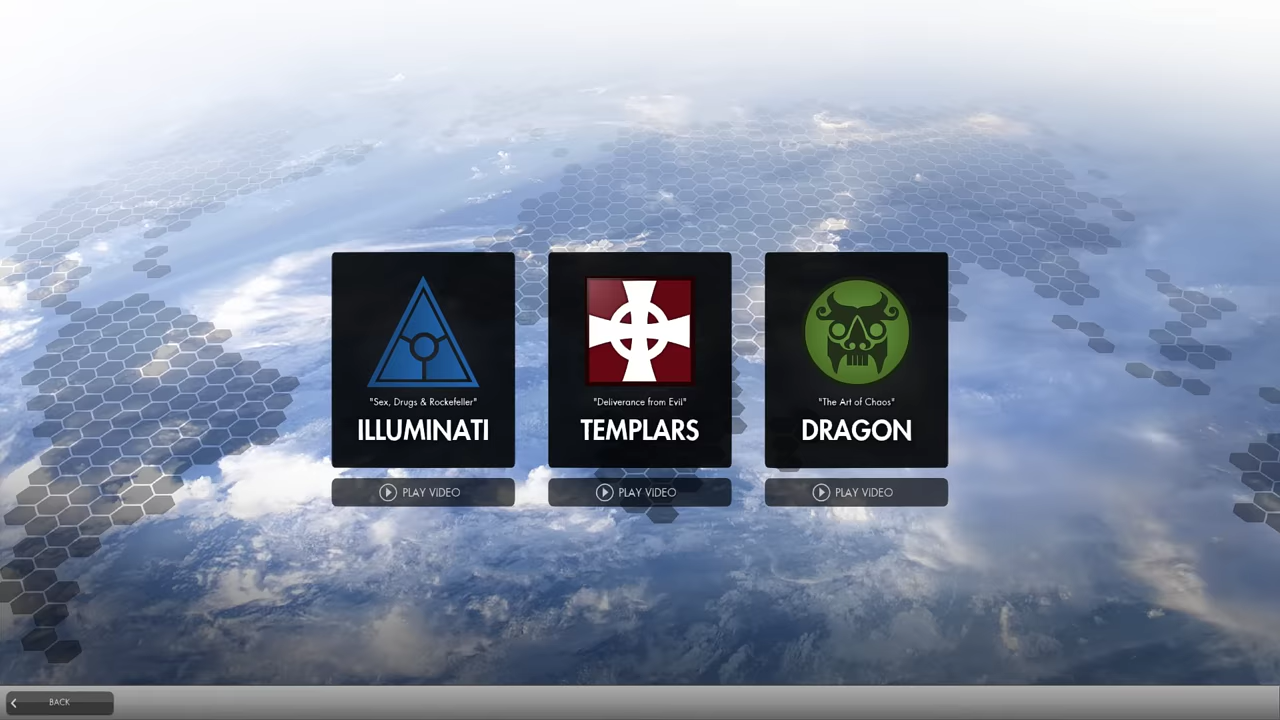 "Sex, Drugs & Rockefeller"
ILLUMINATI
PLAY VIDEO
"Deliverance from Evil"
TEMPLARS
PLAY VIDEO
"The Art of Chaos"
DRAGON
PLAY VIDEO
BACK